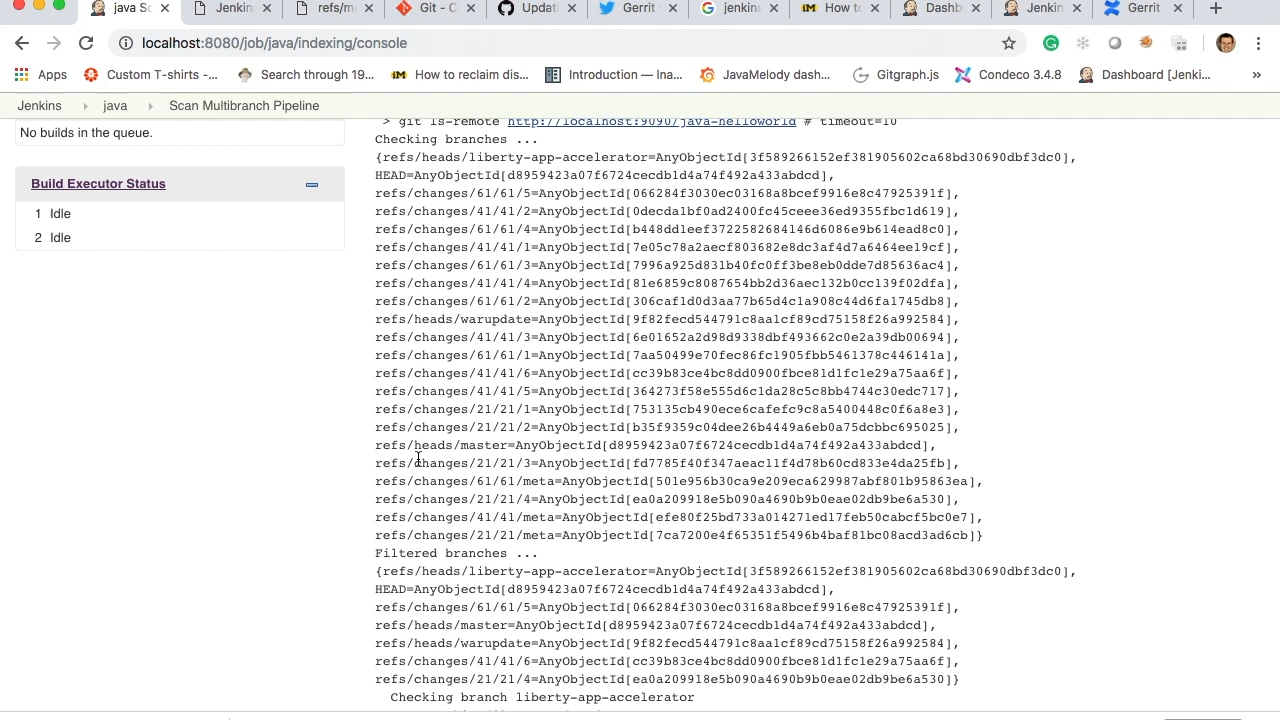 java Sc
Jenkin
refs/m
Git - C
Updati
Gerrit
jenkins
How to
Dashb
Jenkin
Gerrit
localhost:8080/job/java/indexing/console
Apps
Custom T-shirts -...
Search through 19...
How to reclaim dis...
Introduction — Ina...
JavaMelody dash...
Gitgraph.js
Condeco 3.4.8
Dashboard [Jenki...
»
Jenkins
java
Scan Multibranch Pipeline
No builds in the queue.
Build Executor Status
1 Idle
2 Idle
> git ls-remote http://localhost:9090/java-helloworld # timeout=10
Checking branches ...
{refs/heads/liberty-app-accelerator=AnyObjectId[3f589266152ef381905602ca68bd30690dbf3dc0],
HEAD=AnyObjectId[d8959423a07f6724cecdb1d4a74f492a433abdcd],
refs/changes/61/61/5=AnyObjectId[066284f3030ec03168a8bcef9916e8c47925391f],
refs/changes/41/41/2=AnyObjectId[0decda1bf0ad2400fc45ceee36ed9355fbc1d619],
refs/changes/61/61/4=AnyObjectId[b448dd1eef3722582684146d6086e9b614ead8c0],
refs/changes/41/41/1=AnyObjectId[7e05c78a2aecf803682e8dc3af4d7a6464ee19cf],
refs/changes/61/61/3=AnyObjectId[7996a925d831b40fc0ff3be8eb0dde7d85636ac4],
refs/changes/41/41/4=AnyObjectId[81e6859c8087654bb2d36aec132b0cc139f02dfa],
refs/changes/61/61/2=AnyObjectId[306caf1d0d3aa77b65d4c1a908c44d6fa1745db8],
refs/heads/warupdate=AnyObjectId[9f82fecd544791c8aa1cf89cd75158f26a992584],
refs/changes/41/41/3=AnyObjectId[6e01652a2d98d9338dbf493662c0e2a39db00694],
refs/changes/61/61/1=AnyObjectId[7aa50499e70fec86fc1905fbb5461378c446141a],
refs/changes/41/41/6=AnyObjectId[cc39b83ce4bc8dd0900fbce81d1fc1e29a75aa6f],
refs/changes/41/41/5=AnyObjectId[364273f58e555d6c1da28c5c8bb4744c30edc717],
refs/changes/21/21/1=AnyObjectId[753135cb490ece6cafefc9c8a5400448c0f6a8e3],
refs/changes/21/21/2=AnyObjectId[b35f9359c04dee26b4449a6eb0a75dcbbc695025],
refs/heads/master=AnyObjectId[d8959423a07f6724cecdb1d4a74f492a433abdcd],
refs/changes/21/21/3=AnyObjectId[fd7785f40f347aeac11f4d78b60cd833e4da25fb],
refs/changes/61/61/meta=AnyObjectId[501e956b30ca9e209eca629987abf801b95863ea],
refs/changes/21/21/4=AnyObjectId[ea0a209918e5b090a4690b9b0eae02db9be6a530],
refs/changes/41/41/meta=AnyObjectId[efe80f25bd733a014271ed17feb50cabcf5bc0e7],
refs/changes/21/21/meta=AnyObjectId[7ca7200e4f65351f5496b4baf81bc08acd3ad6cb]}
Filtered branches ...
{refs/heads/liberty-app-accelerator=AnyObjectId[3f589266152ef381905602ca68bd30690dbf3dc0],
HEAD=AnyObjectId[d8959423a07f6724cecdb1d4a74f492a433abdcd],
refs/changes/61/61/5=AnyObjectId[066284f3030ec03168a8bcef9916e8c47925391f],
refs/heads/master=AnyObjectId[d8959423a07f6724cecdb1d4a74f492a433abdcd],
refs/heads/warupdate=AnyObjectId[9f82fecd544791c8aa1cf89cd75158f26a992584],
refs/changes/41/41/6=AnyObjectId[cc39b83ce4bc8dd0900fbce81d1fc1e29a75aa6f],
refs/changes/21/21/4=AnyObjectId[ea0a209918e5b090a4690b9b0eae02db9be6a530]}
Checking branch liberty-app-accelerator